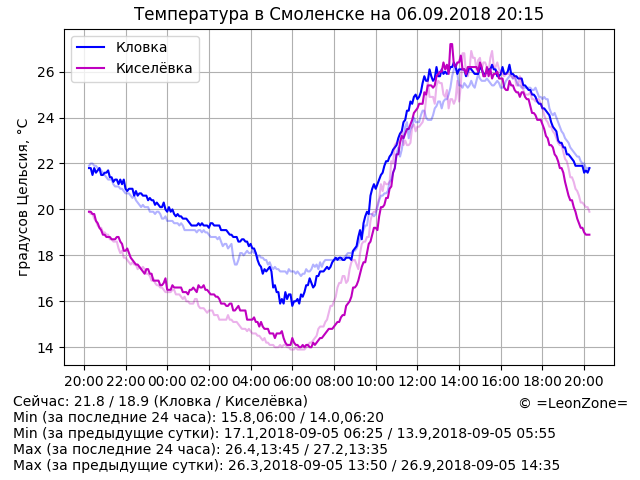 Температура в Смоленске на 06.09.2018 20:15
Кловка
Киселёвка
градусов Цельсия, °C
26
24
22
20
18
16
14
20:00 22:00 00:00 02:00 04:00 06:00 08:00 10:00 12:00 14:00 16:00 18:00 20:00
Сейчас: 21.8 / 18.9 (Кловка / Киселёвка)
© =LeonZone=
Min (за последние 24 часа): 15.8,06:00 / 14.0,06:20
Min (за предыдущие сутки): 17.1,2018-09-05 06:25 / 13.9,2018-09-05 05:55
Max (за последние 24 часа): 26.4,13:45 / 27.2,13:35
Max (за предыдущие сутки): 26.3,2018-09-05 13:50 / 26.9,2018-09-05 14:35